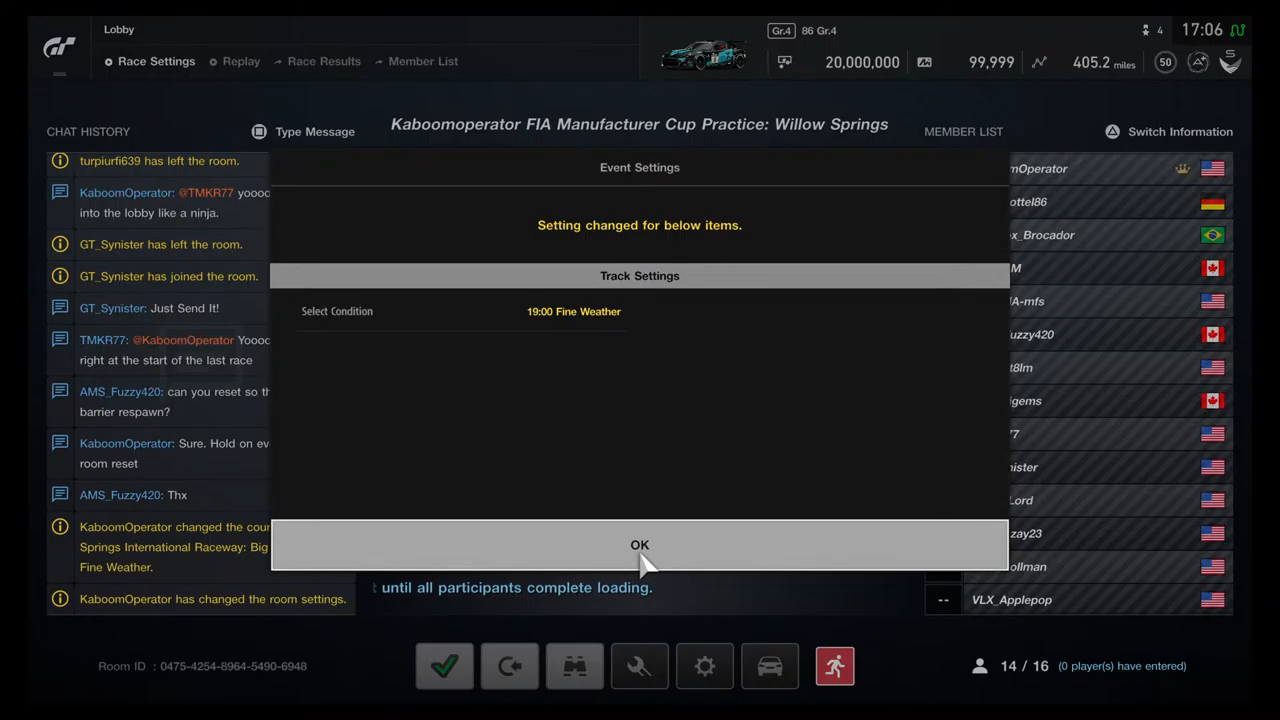 Lobby
Race Settings
Replay
Race Results
Member List
Gr.4
86 Gr.4
4
17:06
20,000,000
99,999
405.2 miles
50
CHAT HISTORY
Type Message
Kaboomoperator FIA Manufacturer Cup Practice: Willow Springs
MEMBER LIST
Switch Information
turpiurfi639 has left the room.
KaboomOperator: @TMKR77 yoooo
into the lobby like a ninja.
GT_Synister has left the room.
GT_Synister has joined the room.
GT_Synister: Just Send It!
TMKR77: @KaboomOperator Yoooo
right at the start of the last race
AMS_Fuzzy420: can you reset so th
barrier respawn?
KaboomOperator: Sure. Hold on ev
room reset
AMS_Fuzzy420: Thx
KaboomOperator changed the cour
Springs International Raceway: Big
Fine Weather.
KaboomOperator has changed the room settings.
Event Settings
Setting changed for below items.
Track Settings
Select Condition
19:00 Fine Weather
OK
until all participants complete loading.
mOperator
ottel86
x_Brocador
M
A-mfs
uzzy420
t8lm
igems
77
nister
Lord
zay23
ollman
-- VLX_Applepop
Room ID : 0475-4254-8964-5490-6948
14 / 16
(0 player(s) have entered)